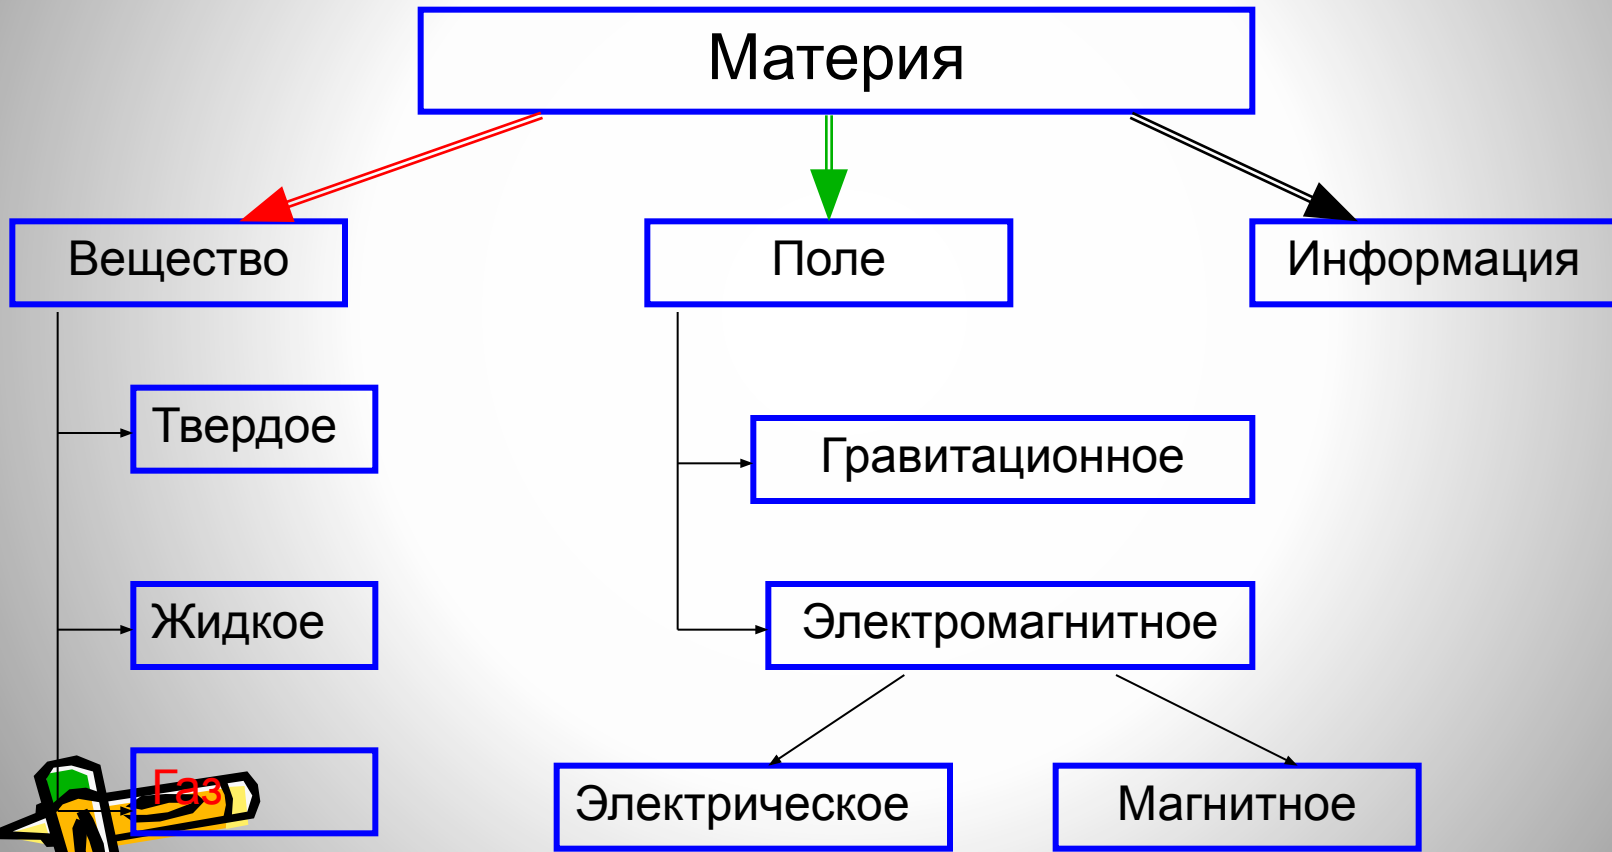 Материя
Вещество
Поле
Информация
Твердое
Гравитационное
Жидкое
Электромагнитное
Газ
Электрическое
Магнитное